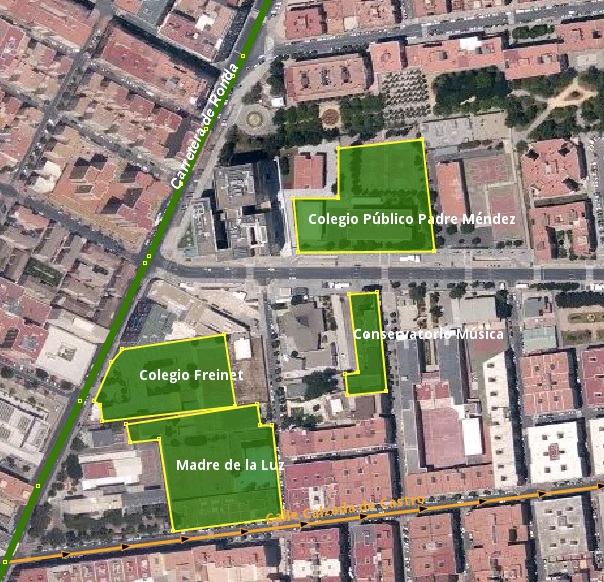 Carretera de Ronda
Colegio Público Padre Méndez
Conservatorio Música
Colegio Freinet
Madre de la Luz
Calle Calzada de Castro